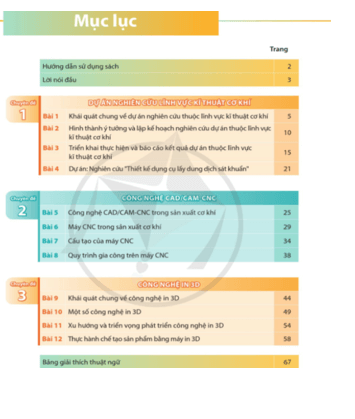 Mục lục
Trang
Hướng dẫn sử dụng sách 2
Lời nói đầu 3
Chuyên đề 1
DỰ ÁN NGHIÊN CỨU LĨNH VỰC KĨ THUẬT CƠ KHÍ
Bài 1 Khái quát chung về dự án nghiên cứu thuộc lĩnh vực kĩ thuật cơ khí 5
Bài 2 Hình thành ý tưởng và lập kế hoạch nghiên cứu dự án thuộc lĩnh vực
kĩ thuật cơ khí 10
Bài 3 Triển khai thực hiện và báo cáo kết quả dự án thuộc lĩnh vực
kĩ thuật cơ khí 15
Bài 4 Dự án: Nghiên cứu "Thiết kế dụng cụ lấy dung dịch sát khuẩn" 21
Chuyên đề 2
CÔNG NGHỆ CAD/CAM-CNC
Bài 5 Công nghệ CAD/CAM-CNC trong sản xuất cơ khí 25
Bài 6 Máy CNC trong sản xuất cơ khí 29
Bài 7 Cấu tạo của máy CNC 34
Bài 8 Quy trình gia công trên máy CNC 38
Chuyên đề 3
CÔNG NGHỆ IN 3D
Bài 9 Khái quát chung về công nghệ in 3D 44
Bài 10 Một số công nghệ in 3D 49
Bài 11 Xu hướng và triển vọng phát triển công nghệ in 3D 54
Bài 12 Thực hành chế tạo sản phẩm bằng máy in 3D 58
Bảng giải thích thuật ngữ 67